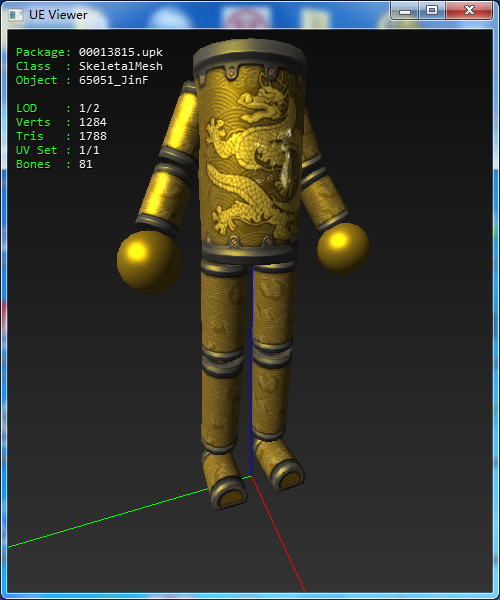 UE Viewer
Package: 00013815.upk
Class : SkeletalMesh
Object : 65051_JinF
LOD : 1/2
Verts : 1284
Tris : 1788
UV Set : 1/1
Bones : 81